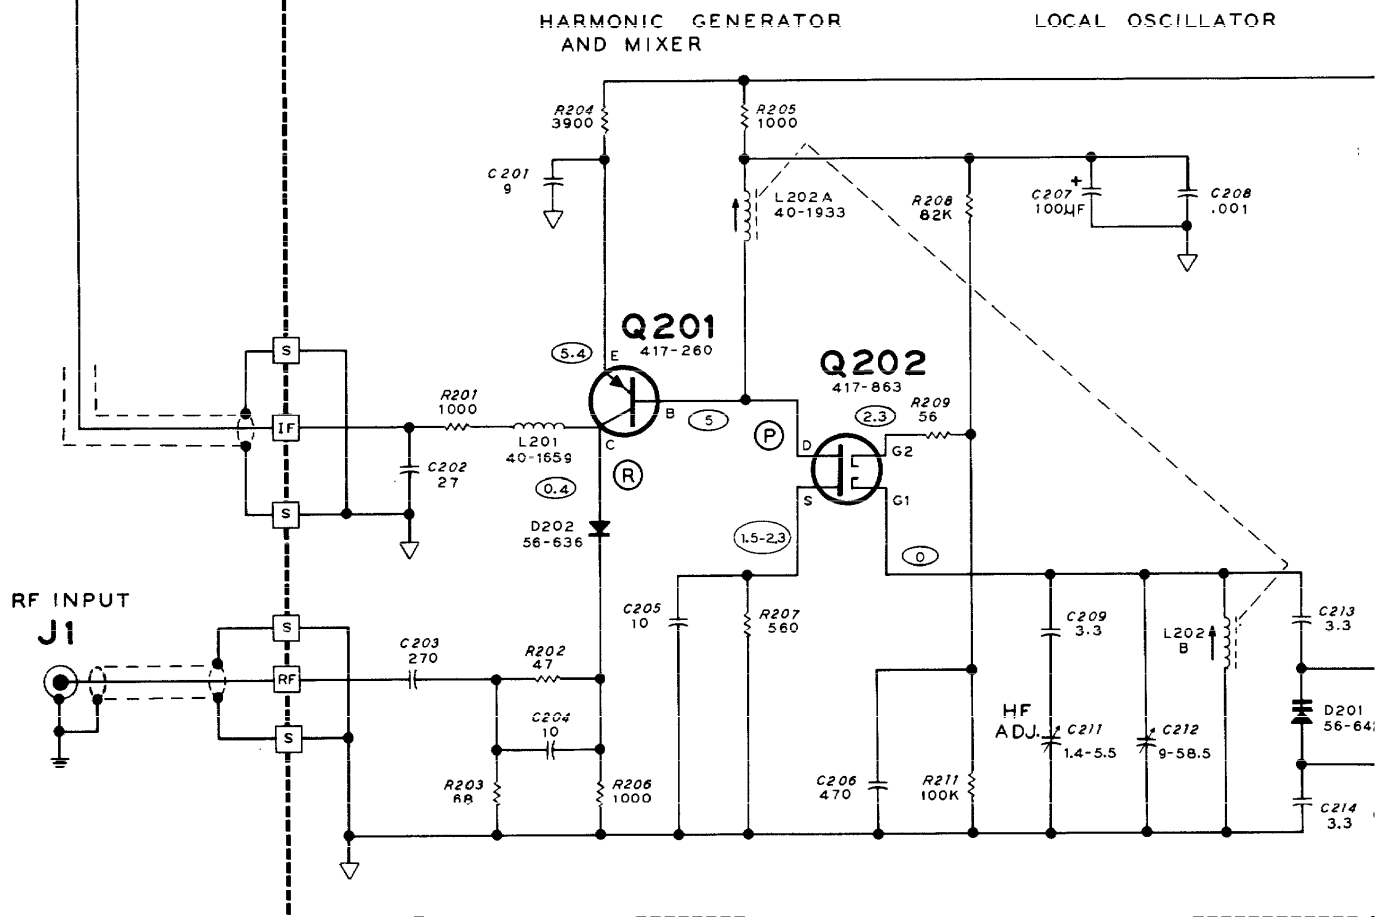 HARMONIC GENERATOR
AND MIXER
LOCAL OSCILLATOR
R204
3900
R205
1000
C201
9
L202A
40-1933
R208
82K
+
C207
100µF
C208
.001
Q201
417-260
5.4
E
B
C
5
P
R
0.4
Q202
417-863
2.3
R209
56
D
G2
S
G1
1.5-2.3
0
S
IF
S
R201
1000
L201
40-1659
C202
27
D202
56-636
RF INPUT
J1
S
RF
S
C203
270
R202
47
C204
10
R203
68
R206
1000
C205
10
R207
560
C206
470
R211
100K
C209
3.3
HF
ADJ.
C211
1.4-5.5
C212
9-58.5
L202
B
C213
3.3
D201
C214
3.3